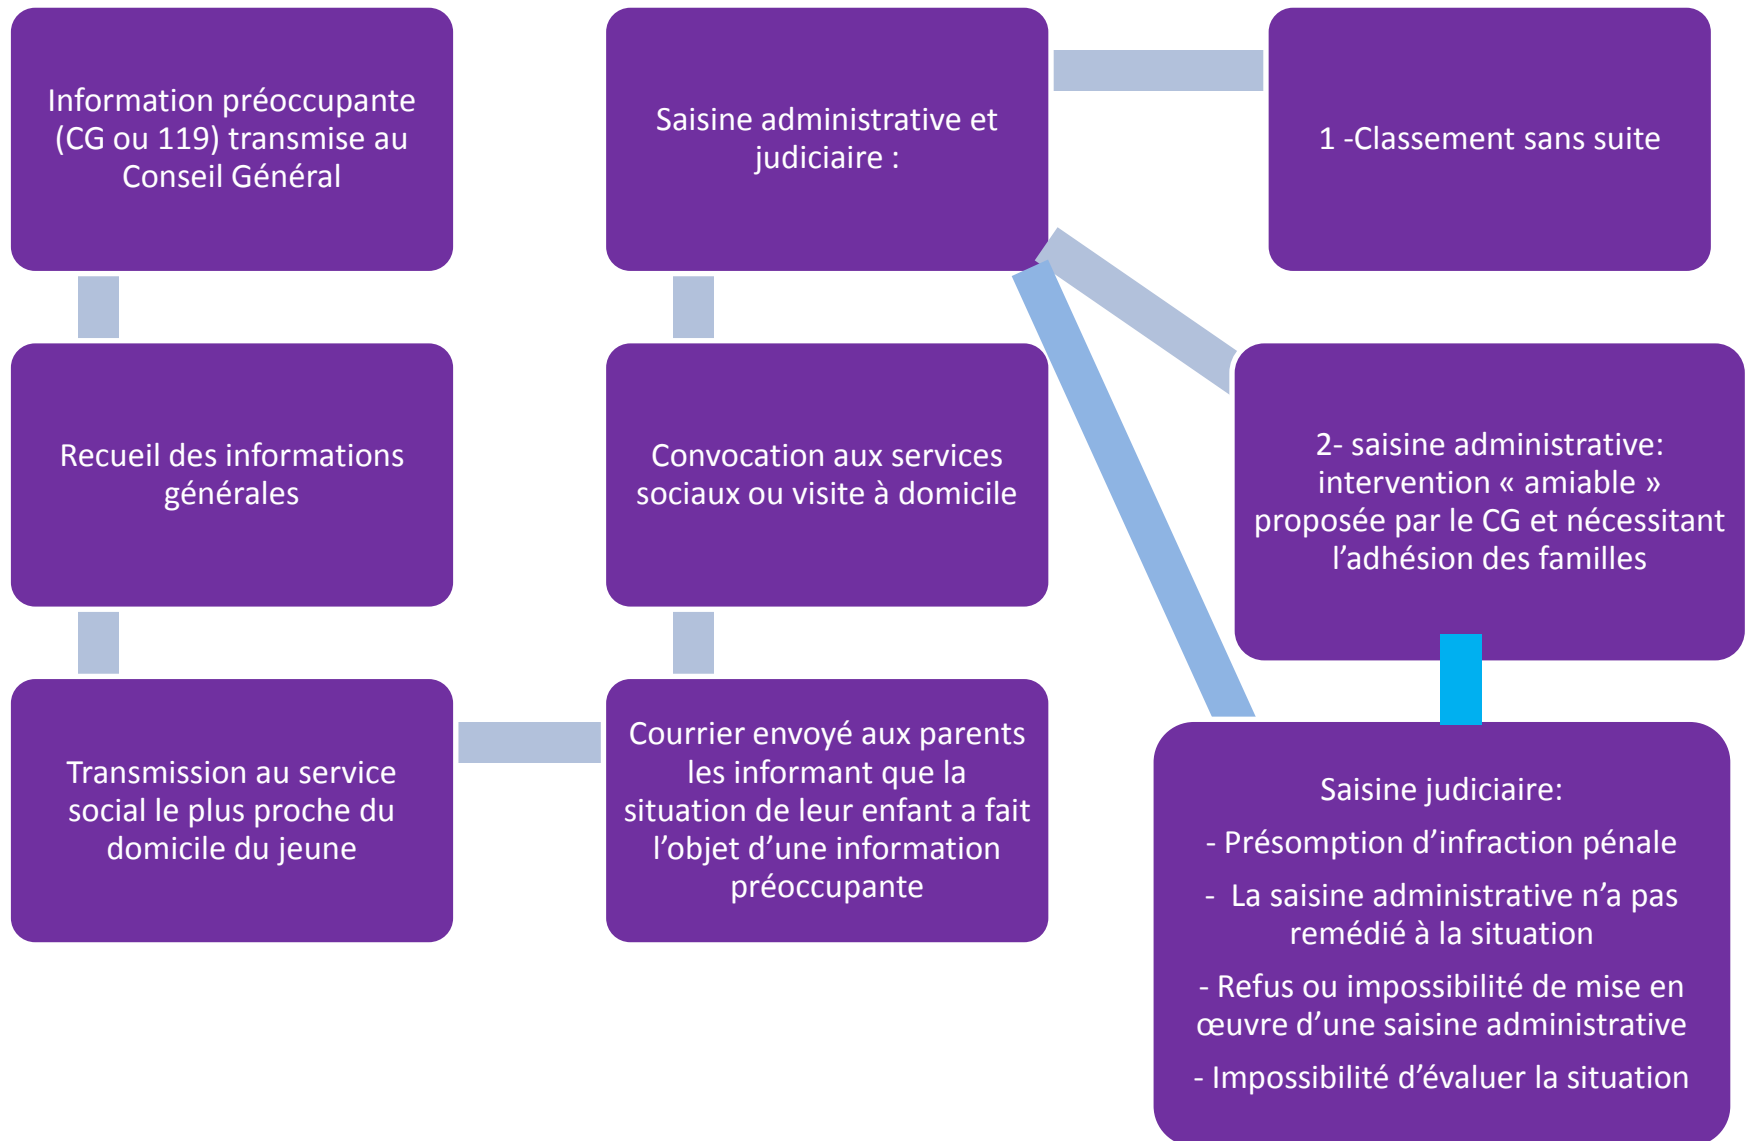 Information préoccupante
(CG ou 119) transmise au
Conseil Général
Recueil des informations
générales
Transmission au service
social le plus proche du
domicile du jeune
Courrier envoyé aux parents
les informant que la
situation de leur enfant a fait
l’objet d’une information
préoccupante
Convocation aux services
sociaux ou visite à domicile
Saisine administrative et
judiciaire :
1 -Classement sans suite
2- saisine administrative:
intervention « amiable »
proposée par le CG et nécessitant
l’adhésion des familles
Saisine judiciaire:
- Présomption d’infraction pénale
- La saisine administrative n’a pas
remédié à la situation
- Refus ou impossibilité de mise en
œuvre d’une saisine administrative
- Impossibilité d’évaluer la situation